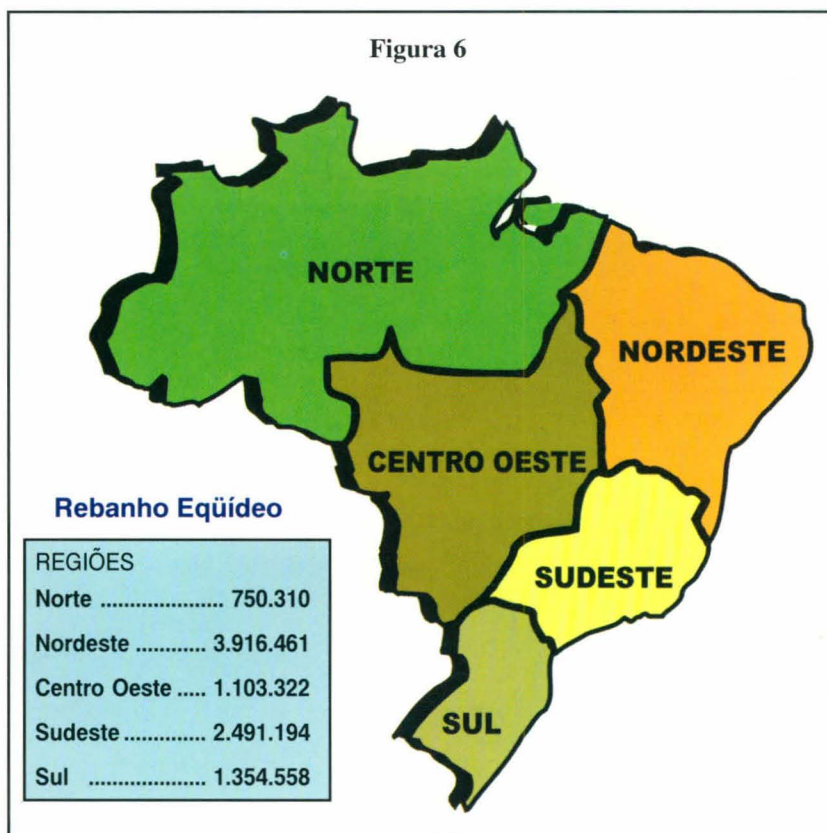 Figura 6
NORTE
NORDESTE
CENTRO OESTE
SUDESTE
SUL
Rebanho Eqüídeo
REGIÕES
Norte ...................... 750.310
Nordeste ............. 3.916.461
Centro Oeste ..... 1.103.322
Sudeste ............... 2.491.194
Sul ..................... 1.354.558